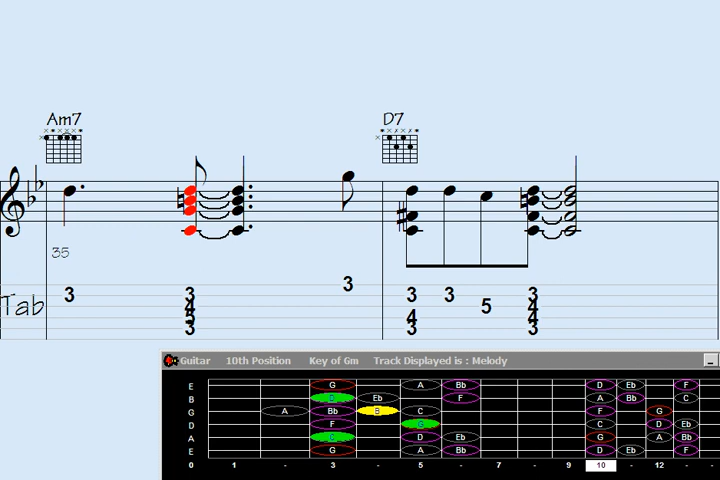 Am7 D7
35
3 3 3 3 3 3
4 5 4
5 4 4
3 3 3
Tab
Guitar 10th Position Key of Gm Track Displayed is : Melody
E G A Bb D Eb F
B Eb F A Bb C
G A Bb B C F G
D F G C D Eb
A C D Eb G A Bb
E G A Bb D Eb F
0 1 - 3 - 5 - 7 - 9 10 - 12 - -